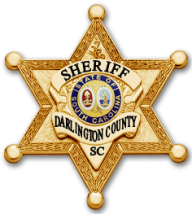 SHERIFF
STATE OF
SOUTH CAROLINA
DARLINGTON COUNTY
SC